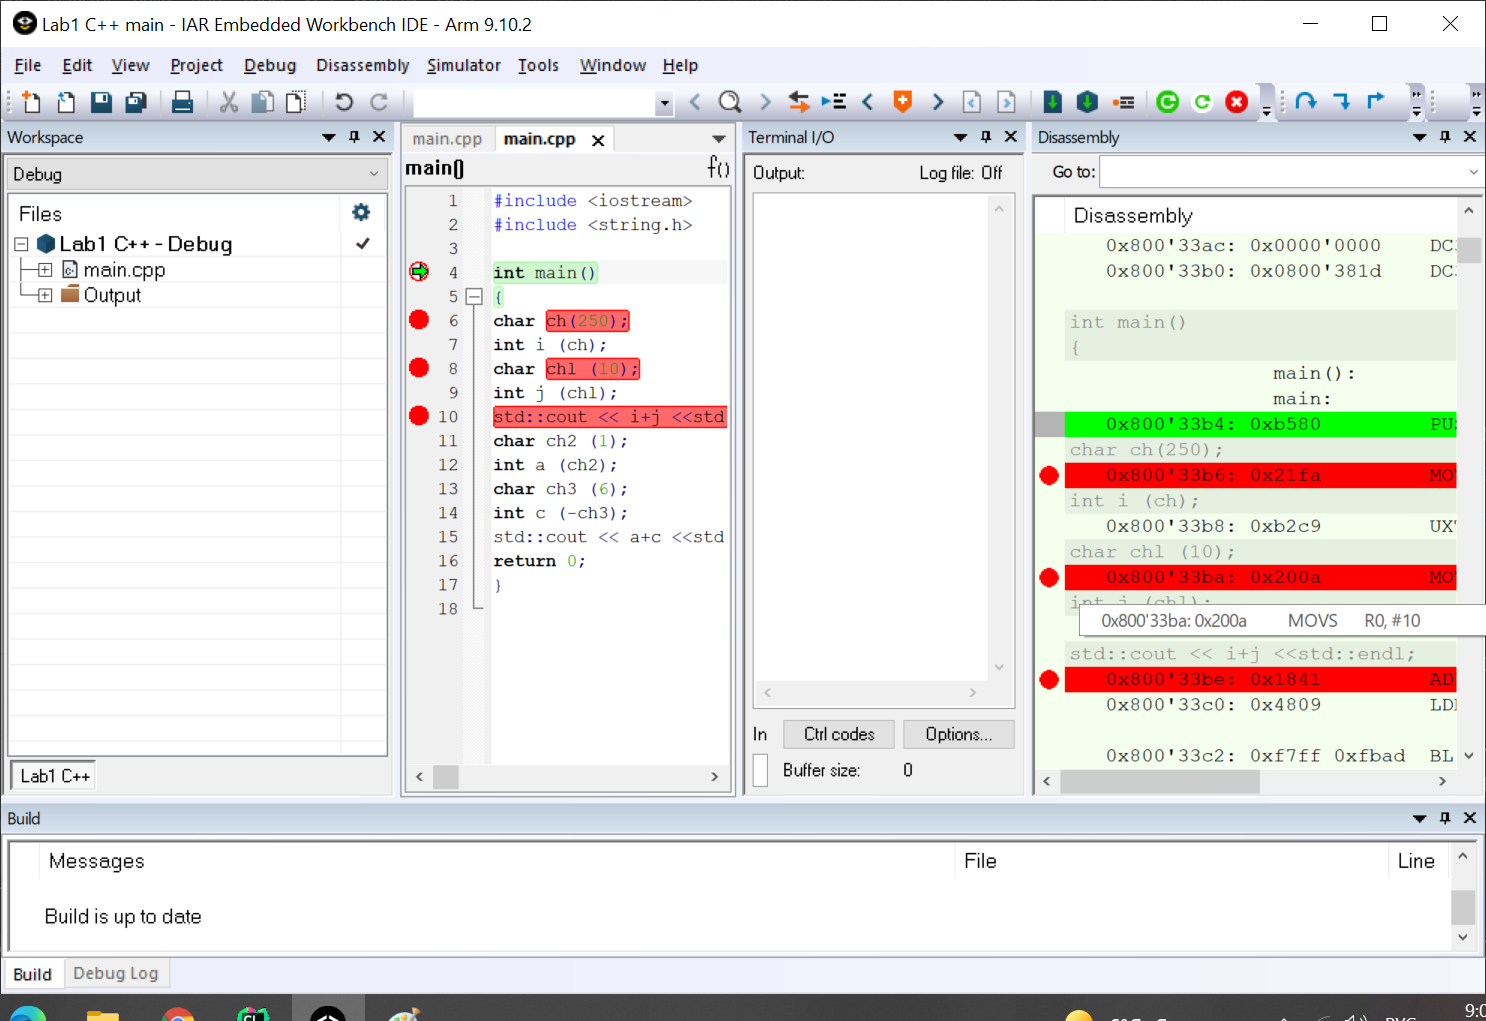 Lab1 C++ main - IAR Embedded Workbench IDE - Arm 9.10.2
File Edit View Project Debug Disassembly Simulator Tools Window Help
Workspace
Debug
Files
Lab1 C++ - Debug
main.cpp
Output
Lab1 C++
main.cpp main.cpp
main() f()
1 #include <iostream>
2 #include <string.h>
3
4 int main()
5 {
6 char ch(250);
7 int i (ch);
8 char chl (10);
9 int j (chl);
10 std::cout << i+j <<std
11 char ch2 (1);
12 int a (ch2);
13 char ch3 (6);
14 int c (-ch3);
15 std::cout << a+c <<std
16 return 0;
17 }
18
Terminal I/O
Output: Log file: Off
In Ctrl codes Options...
Buffer size: 0
Disassembly
Go to:
Disassembly
0x800'33ac: 0x0000'0000 DC
0x800'33b0: 0x0800'381d DC
int main()
{
main():
main:
0x800'33b4: 0xb580 PU
char ch(250);
0x800'33b6: 0x21fa MO
int i (ch);
0x800'33b8: 0xb2c9 UX
char chl (10);
0x800'33ba: 0x200a MO
int j (chl);
0x800'33ba: 0x200a MOVS R0, #10
std::cout << i+j <<std::endl;
0x800'33be: 0x1841 AD
0x800'33c0: 0x4809 LD
0x800'33c2: 0xf7ff 0xfbad BL
Build
Messages File Line
Build is up to date
Build Debug Log
9:0